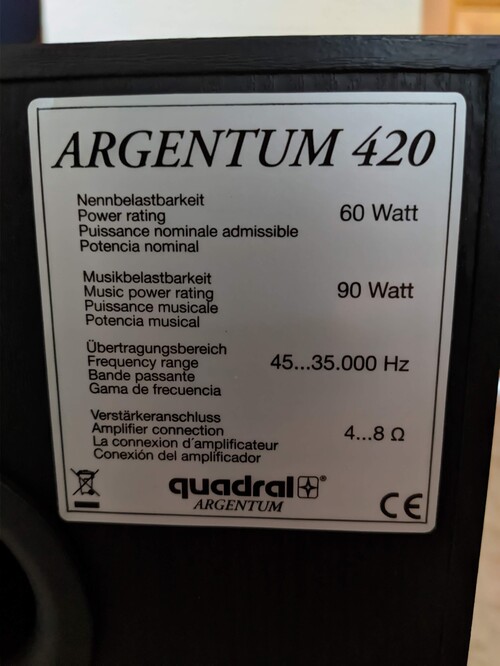 ARGENTUM 420
Nennbelastbarkeit
Power rating 60 Watt
Puissance nominale admissible
Potencia nominal
Musikbelastbarkeit
Music power rating 90 Watt
Puissance musicale
Potencia musical
Übertragungsbereich
Frequency range 45...35.000 Hz
Bande passante
Gama de frecuencia
Verstärkeranschluss
Amplifier connection 4...8 Ω
La connexion d´amplificateur
Conexión del amplificador
quadral®
ARGENTUM
CE